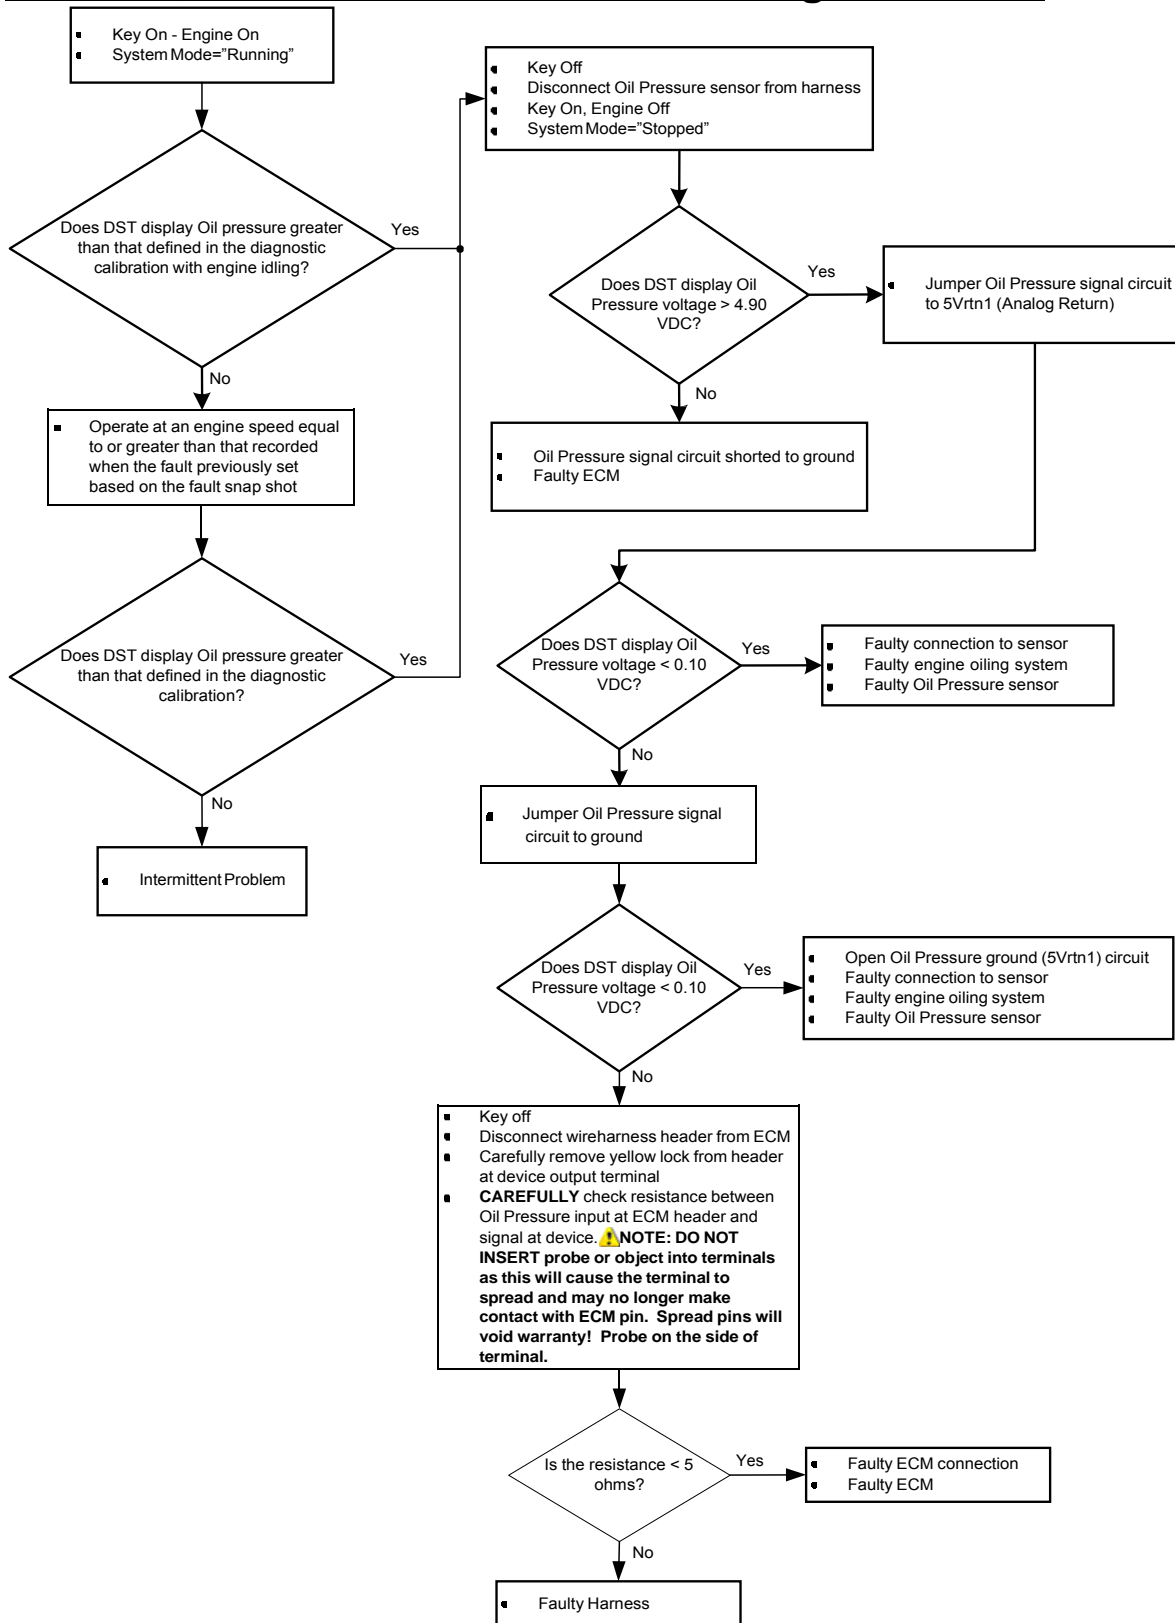 Key On - Engine On
System Mode="Running"
Does DST display Oil pressure greater
than that defined in the diagnostic
calibration with engine idling?
Yes
No
Operate at an engine speed equal
to or greater than that recorded
when the fault previously set
based on the fault snap shot
Does DST display Oil pressure greater
than that defined in the diagnostic
calibration?
Yes
No
Intermittent Problem
Key Off
Disconnect Oil Pressure sensor from harness
Key On, Engine Off
System Mode="Stopped"
Does DST display Oil
Pressure voltage > 4.90
VDC?
Yes
Jumper Oil Pressure signal circuit
to 5Vrtn1 (Analog Return)
No
Oil Pressure signal circuit shorted to ground
Faulty ECM
Does DST display Oil
Pressure voltage < 0.10
VDC?
Yes
Faulty connection to sensor
Faulty engine oiling system
Faulty Oil Pressure sensor
No
Jumper Oil Pressure signal
circuit to ground
Does DST display Oil
Pressure voltage < 0.10
VDC?
Yes
Open Oil Pressure ground (5Vrtn1) circuit
Faulty connection to sensor
Faulty engine oiling system
Faulty Oil Pressure sensor
No
Key off
Disconnect wireharness header from ECM
Carefully remove yellow lock from header
at device output terminal
CAREFULLY check resistance between
Oil Pressure input at ECM header and
signal at device. NOTE: DO NOT
INSERT probe or object into terminals
as this will cause the terminal to
spread and may no longer make
contact with ECM pin. Spread pins will
void warranty! Probe on the side of
terminal.
Is the resistance < 5
ohms?
Yes
Faulty ECM connection
Faulty ECM
No
Faulty Harness